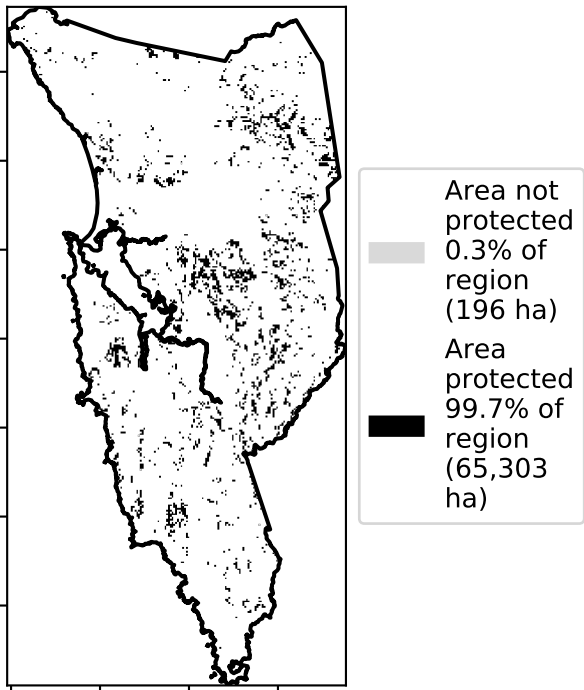 Area not
protected
0.3% of
region
(196 ha)
Area
protected
99.7% of
region
(65,303
ha)